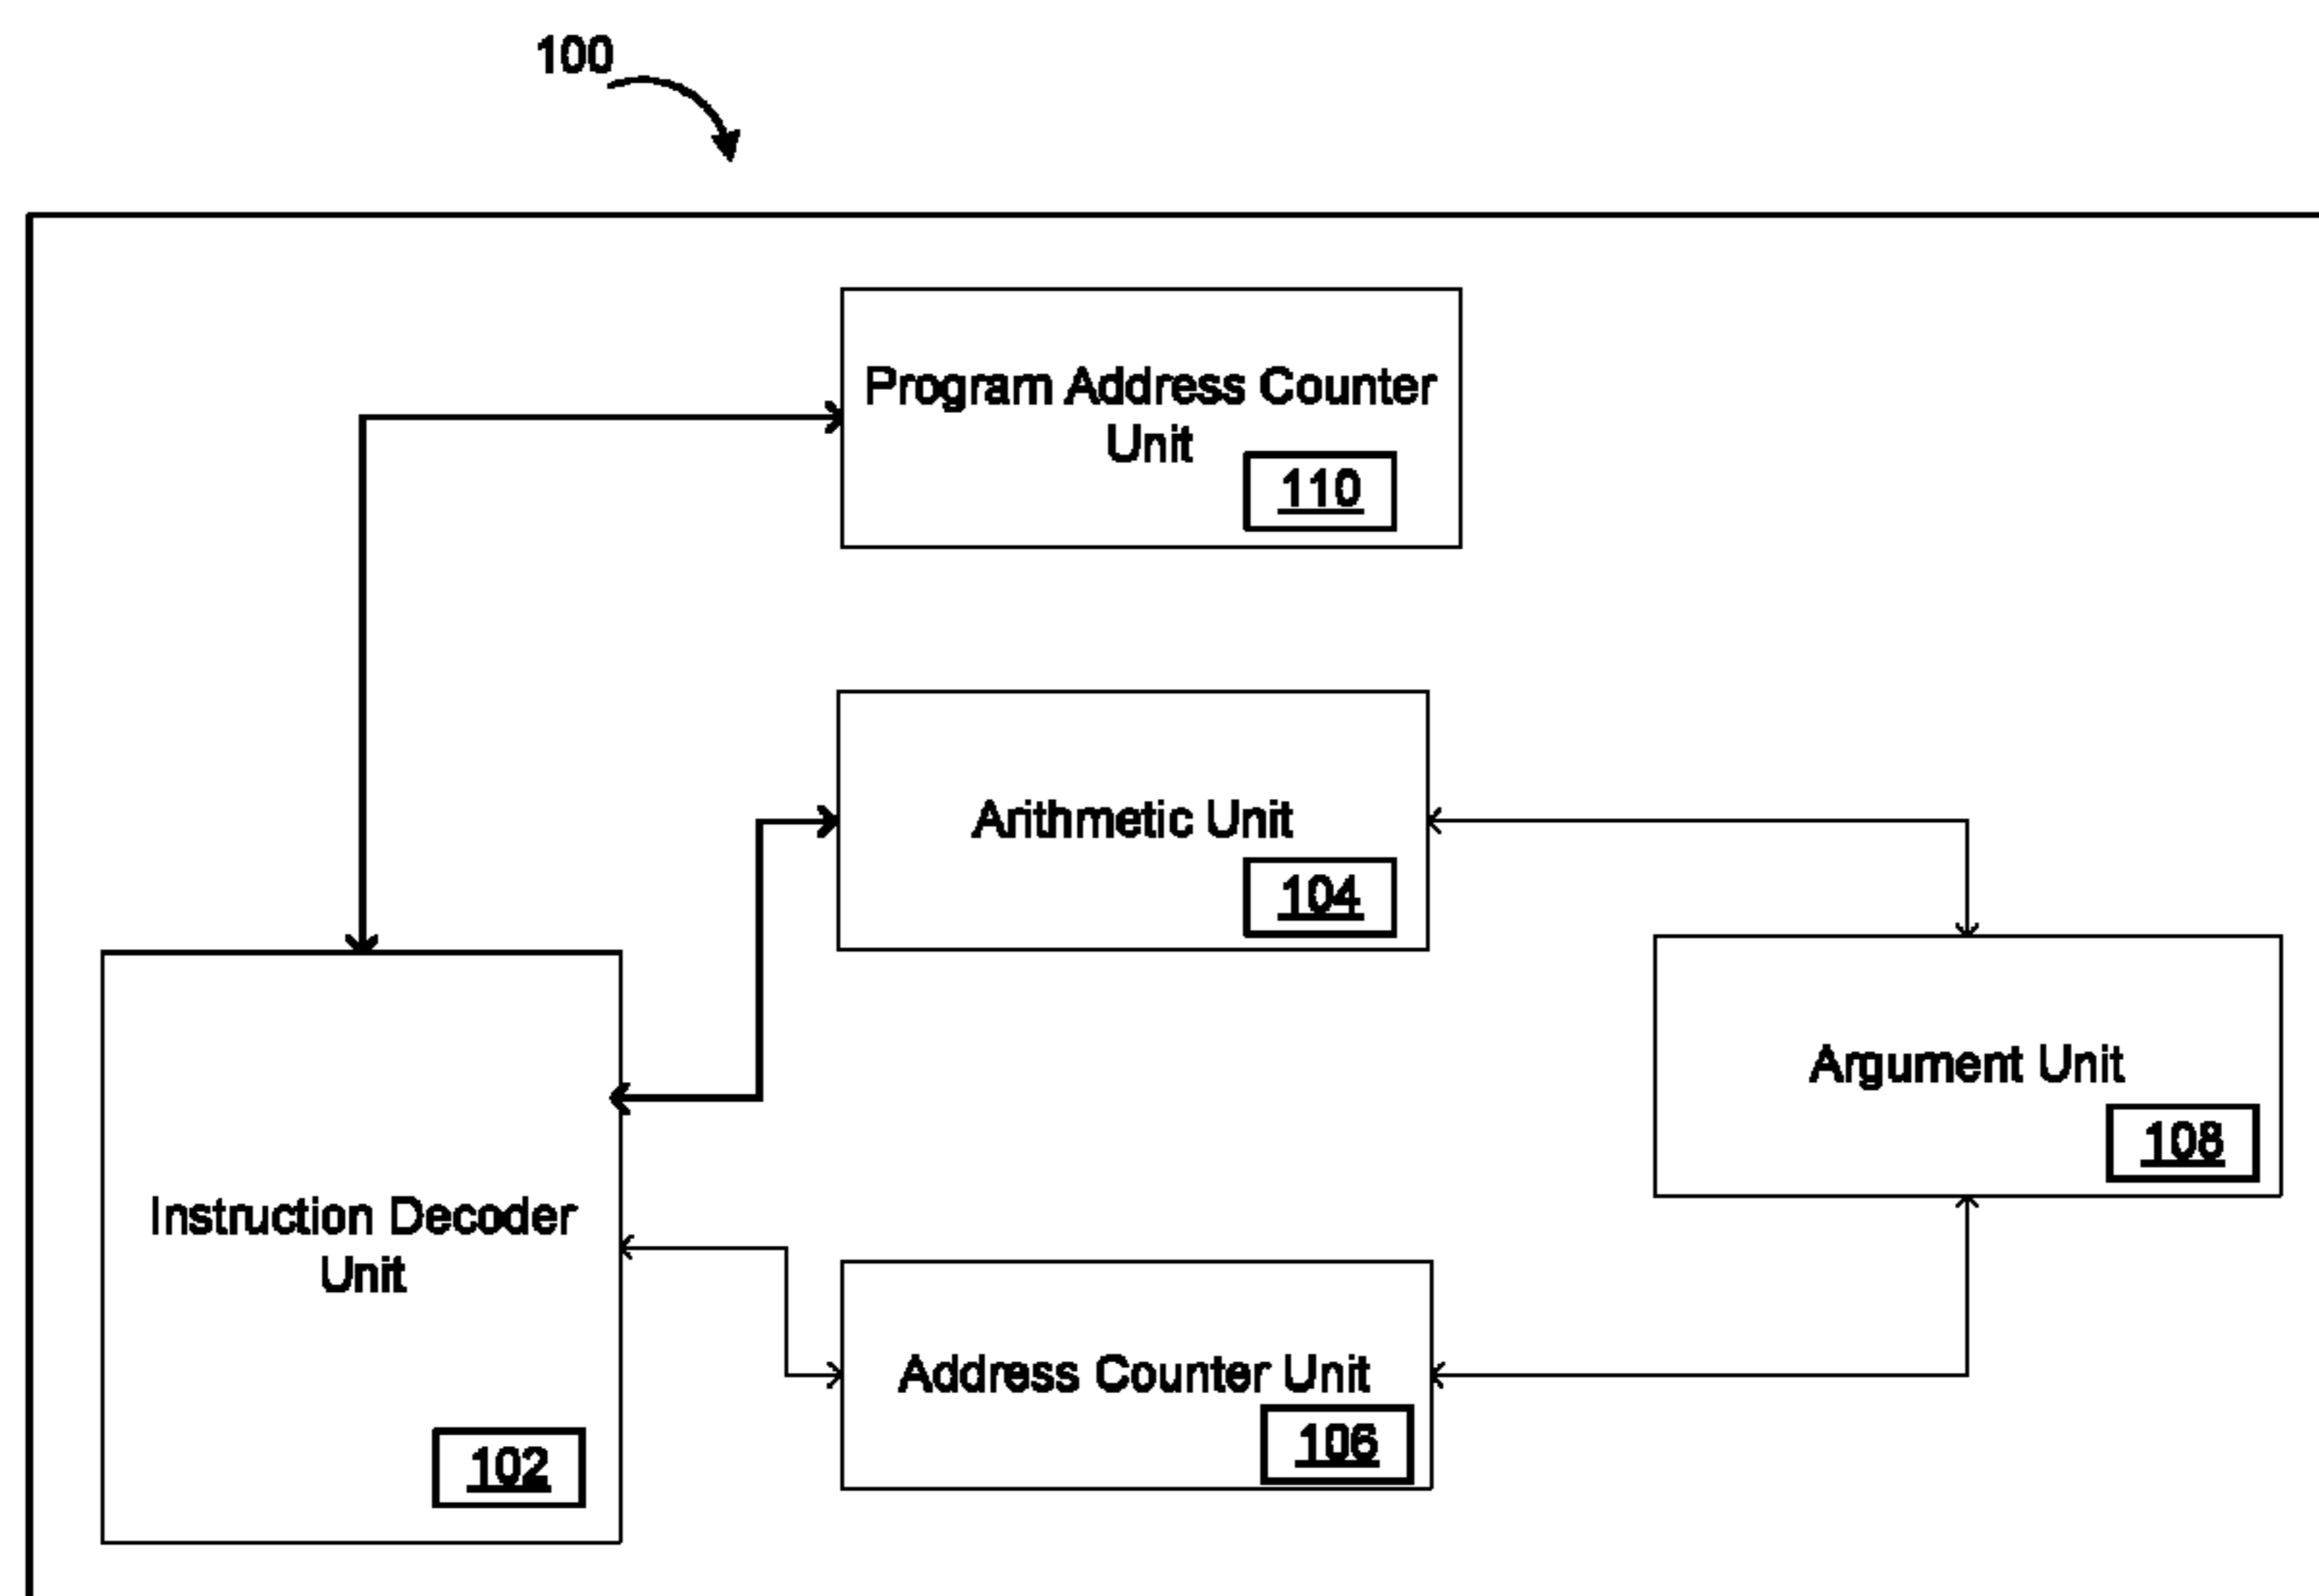 100
Program Address Counter
Unit
110
Arithmetic Unit
104
Argument Unit
108
Instruction Decoder
Unit
102
Address Counter Unit
106